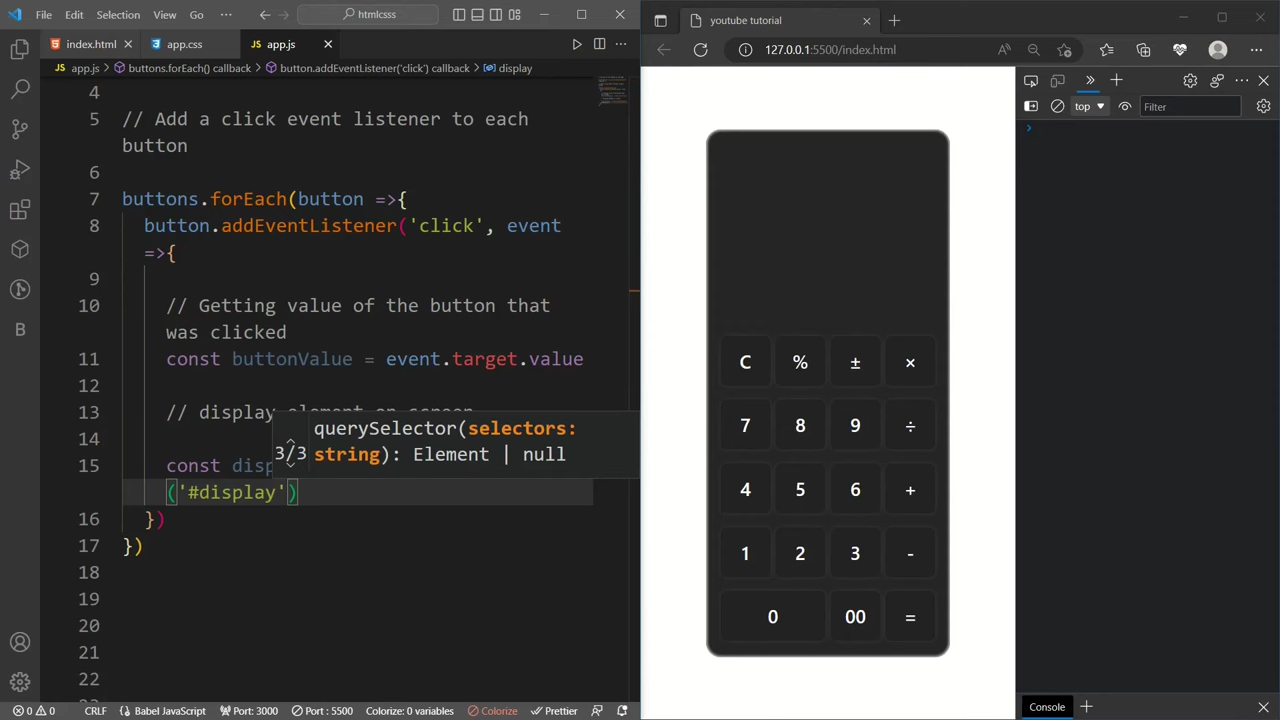 File Edit Selection View Go ··· htmlcsss
index.html app.css app.js
app.js > buttons.forEach() callback > button.addEventListener('click') callback > display
4
5 // Add a click event listener to each
button
6
7 buttons.forEach(button =>{
8 button.addEventListener('click', event
=>{
9
10 // Getting value of the button that
was clicked
11 const buttonValue = event.target.value
12
13 // display element on screen
14
querySelector(selectors:
3/3 string): Element | null
15 const disp
('#display')
16 })
17 })
18
19
20
21
22
B
0 0 CRLF Babel JavaScript Port: 3000 Port : 5500 Colorize: 0 variables Colorize Prettier
youtube tutorial
127.0.0.1:5500/index.html
top Filter
C % ± ×
7 8 9 ÷
4 5 6 +
1 2 3 -
0 00 =
Console